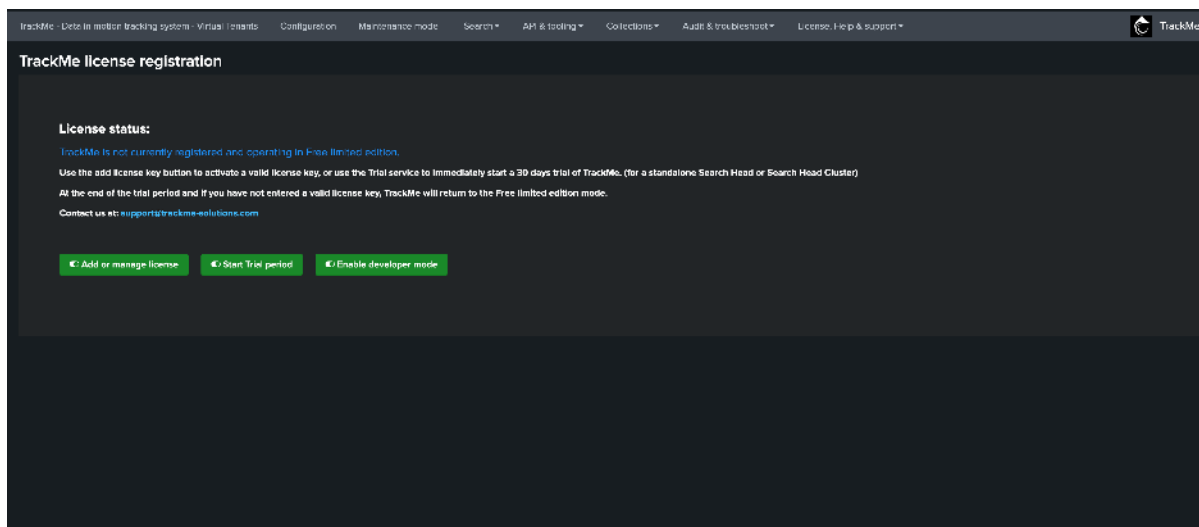 TrackMe - Data in motion tracking system - Virtual Tenants Configuration Maintenance mode Search API & tooling Collections Audit & troubleshoot License, Help & support TrackMe
TrackMe license registration
License status:
TrackMe is not currently registered and operating in Free limited edition.
Use the add license key button to activate a valid license key, or use the Trial service to immediately start a 30 days trial of TrackMe. (for a standalone Search Head or Search Head Cluster)
At the end of the trial period and if you have not entered a valid license key, TrackMe will return to the Free limited edition mode.
Contact us at: support@trackme-solutions.com
Add or manage license Start Trial period Enable developer mode